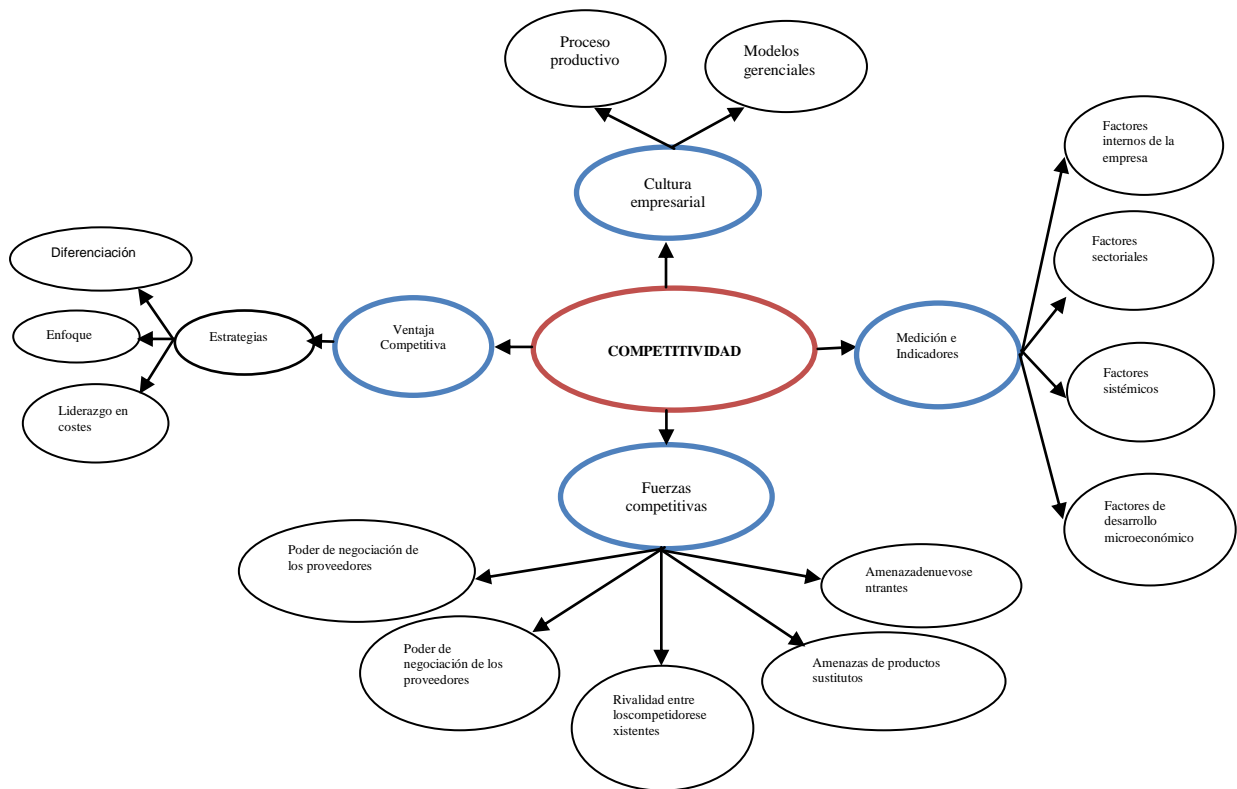 Proceso
productivo
Modelos
gerenciales
Cultura
empresarial
Factores
internos de la
empresa
Factores
sectoriales
Diferenciación
Enfoque
Estrategias
Liderazgo en
costes
Ventaja
Competitiva
COMPETITIVIDAD
Medición e
Indicadores
Factores
sistémicos
Factores de
desarrollo
microeconómico
Fuerzas
competitivas
Poder de negociación de
los proveedores
Poder de
negociación de los
proveedores
Rivalidad entre
loscompetidorese
xistentes
Amenazas de productos
sustitutos
Amenazadenuevose
ntrantes